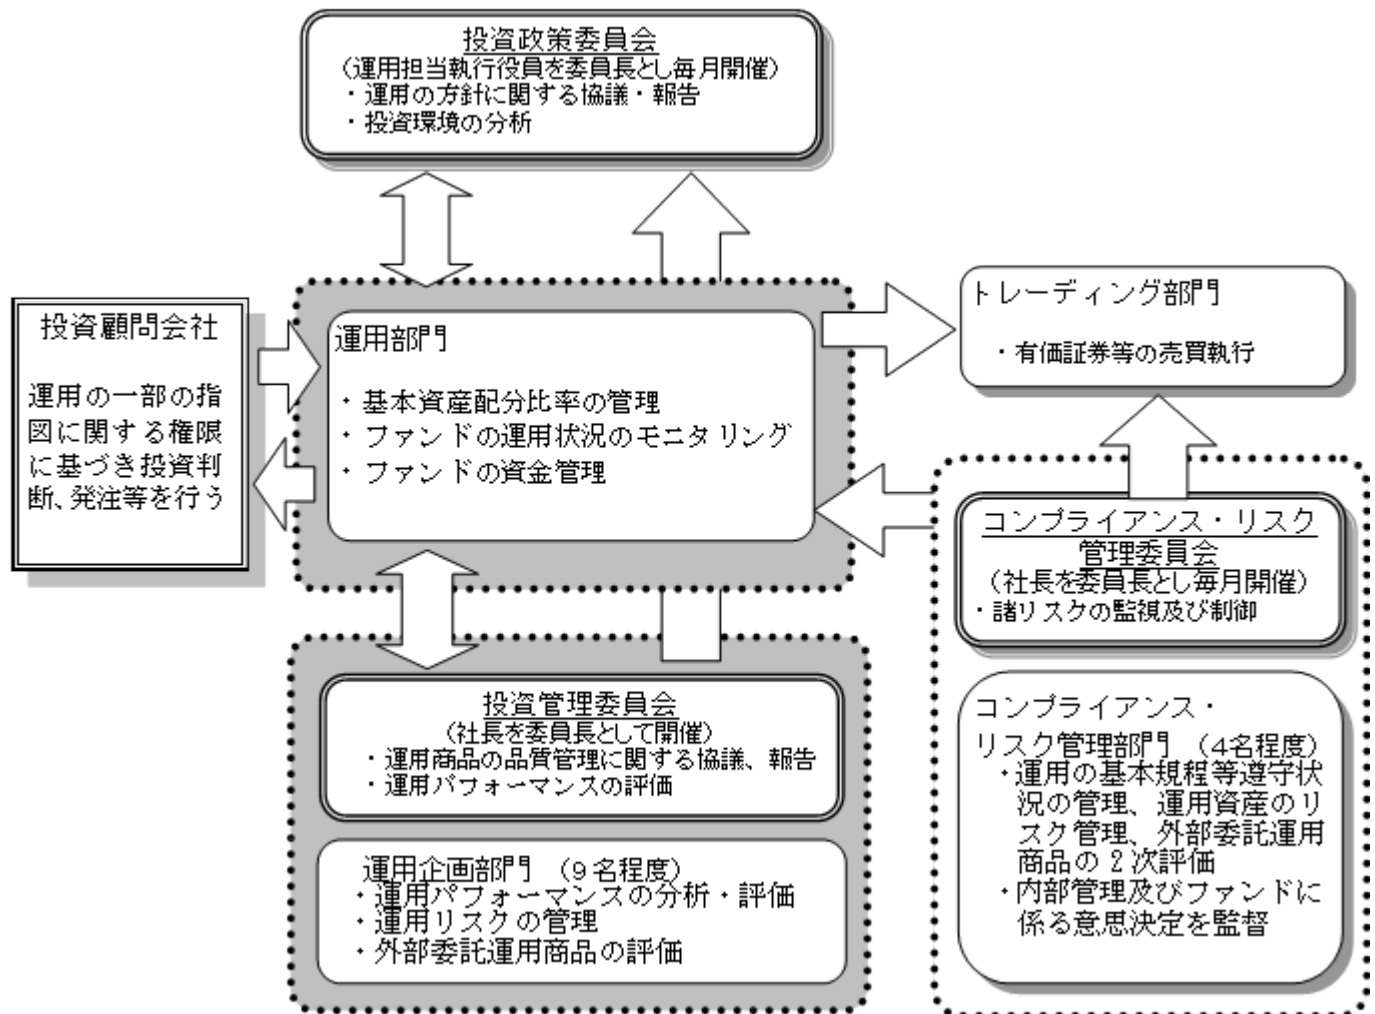 投資政策委員会
(運用担当執行役員を委員長とし毎月開催)
・運用の方針に関する協議・報告
・投資環境の分析
投資顧問会社
運用の一部の指
図に関する権限
に基づき投資判
断、発注等を行う
運用部門
・基本資産配分比率の管理
・ファンドの運用状況のモニタリング
・ファンドの資金管理
トレーディング部門
・有価証券等の売買執行
コンプライアンス・リスク
管理委員会
(社長を委員長とし毎月開催)
・諸リスクの監視及び制御
投資管理委員会
(社長を委員長として開催)
・運用商品の品質管理に関する協議、報告
・運用パフォーマンスの評価
運用企画部門 (9名程度)
・運用パフォーマンスの分析・評価
・運用リスクの管理
・外部委託運用商品の評価
コンプライアンス・
リスク管理部門 (4名程度)
・運用の基本規程等遵守状
況の管理、運用資産のリ
スク管理、外部委託運用
商品の2次評価
・内部管理及びファンドに
係る意思決定を監督